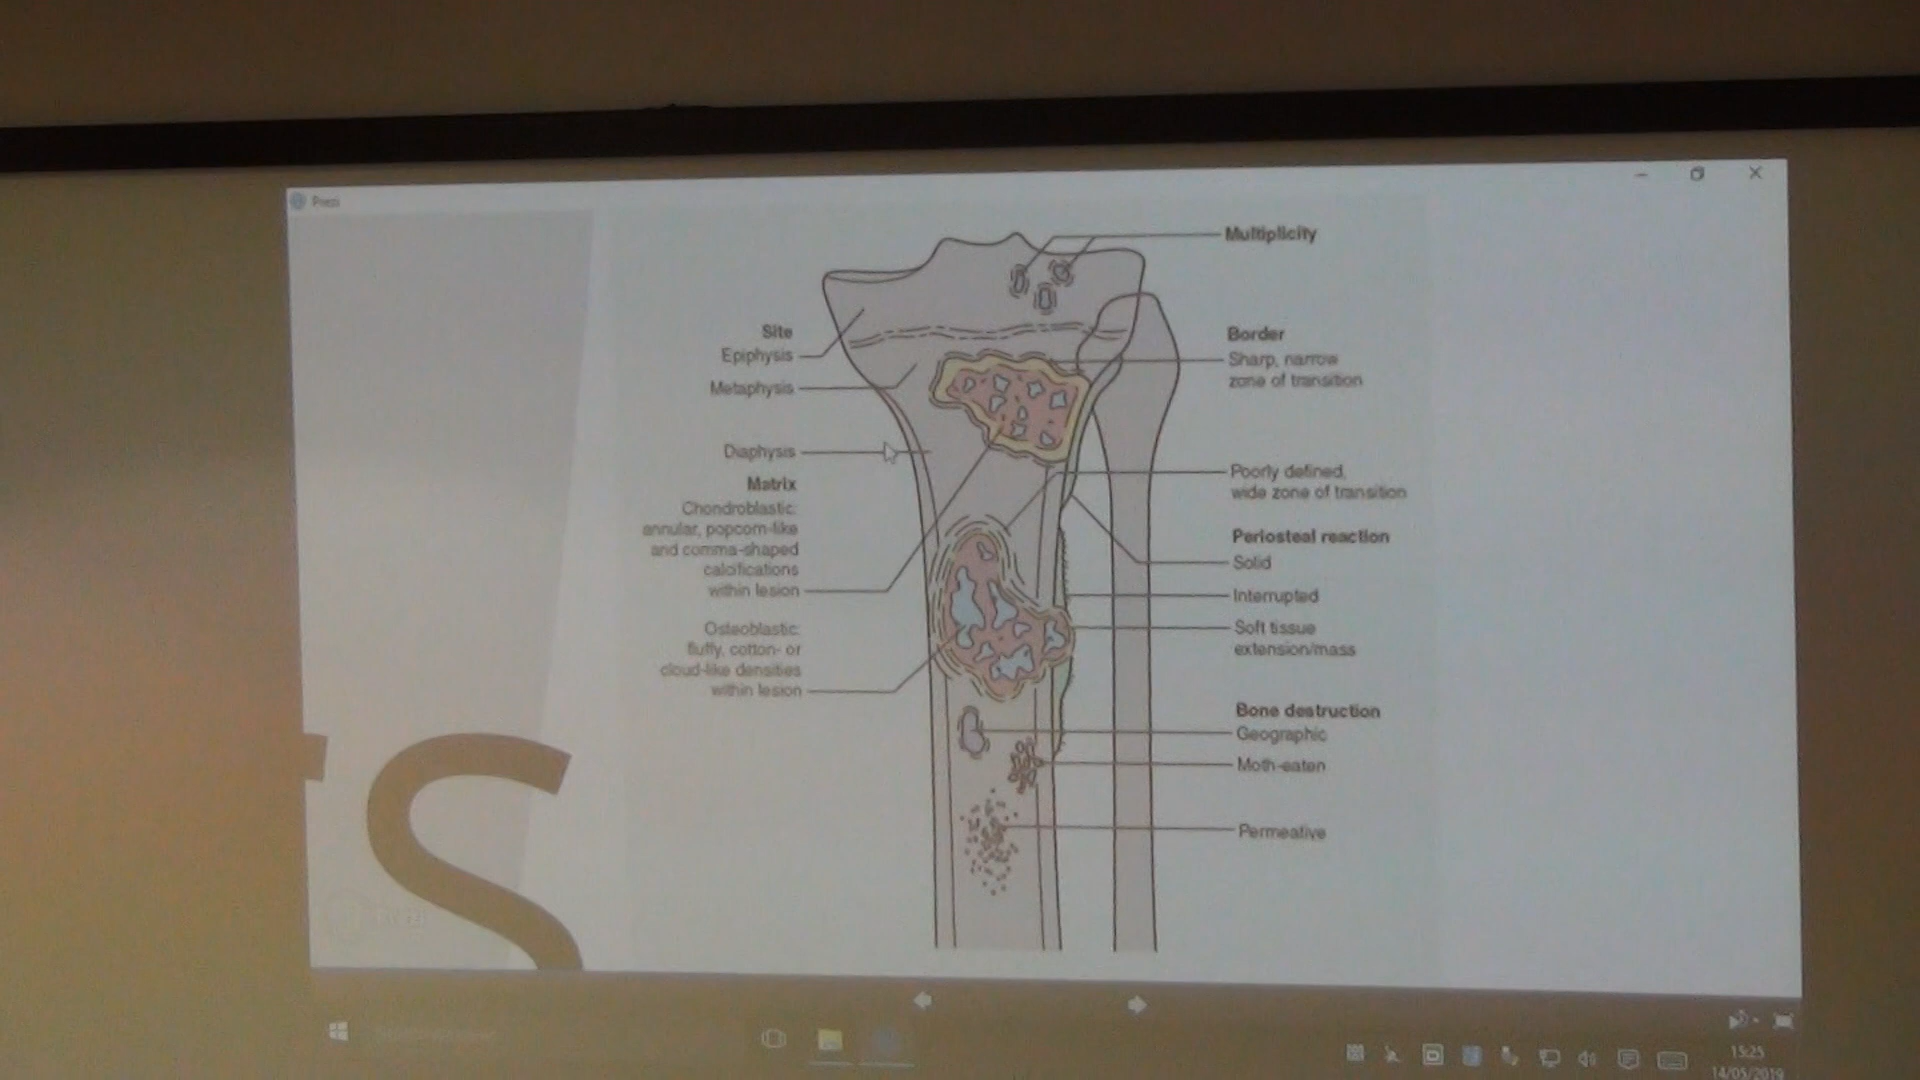 Prezi
Multiplicity
Site
Epiphysis
Metaphysis
Diaphysis
Matrix
Chondroblastic:
annular, popcorn-like
and comma-shaped
calcifications
within lesion
Osteoblastic:
fluffy, cotton- or
cloud-like densities
within lesion
Border
Sharp, narrow
zone of transition
Poorly defined,
wide zone of transition
Periosteal reaction
Solid
Interrupted
Soft tissue
extension/mass
Bone destruction
Geographic
Moth-eaten
Permeative
s
15:25
14/05/2019